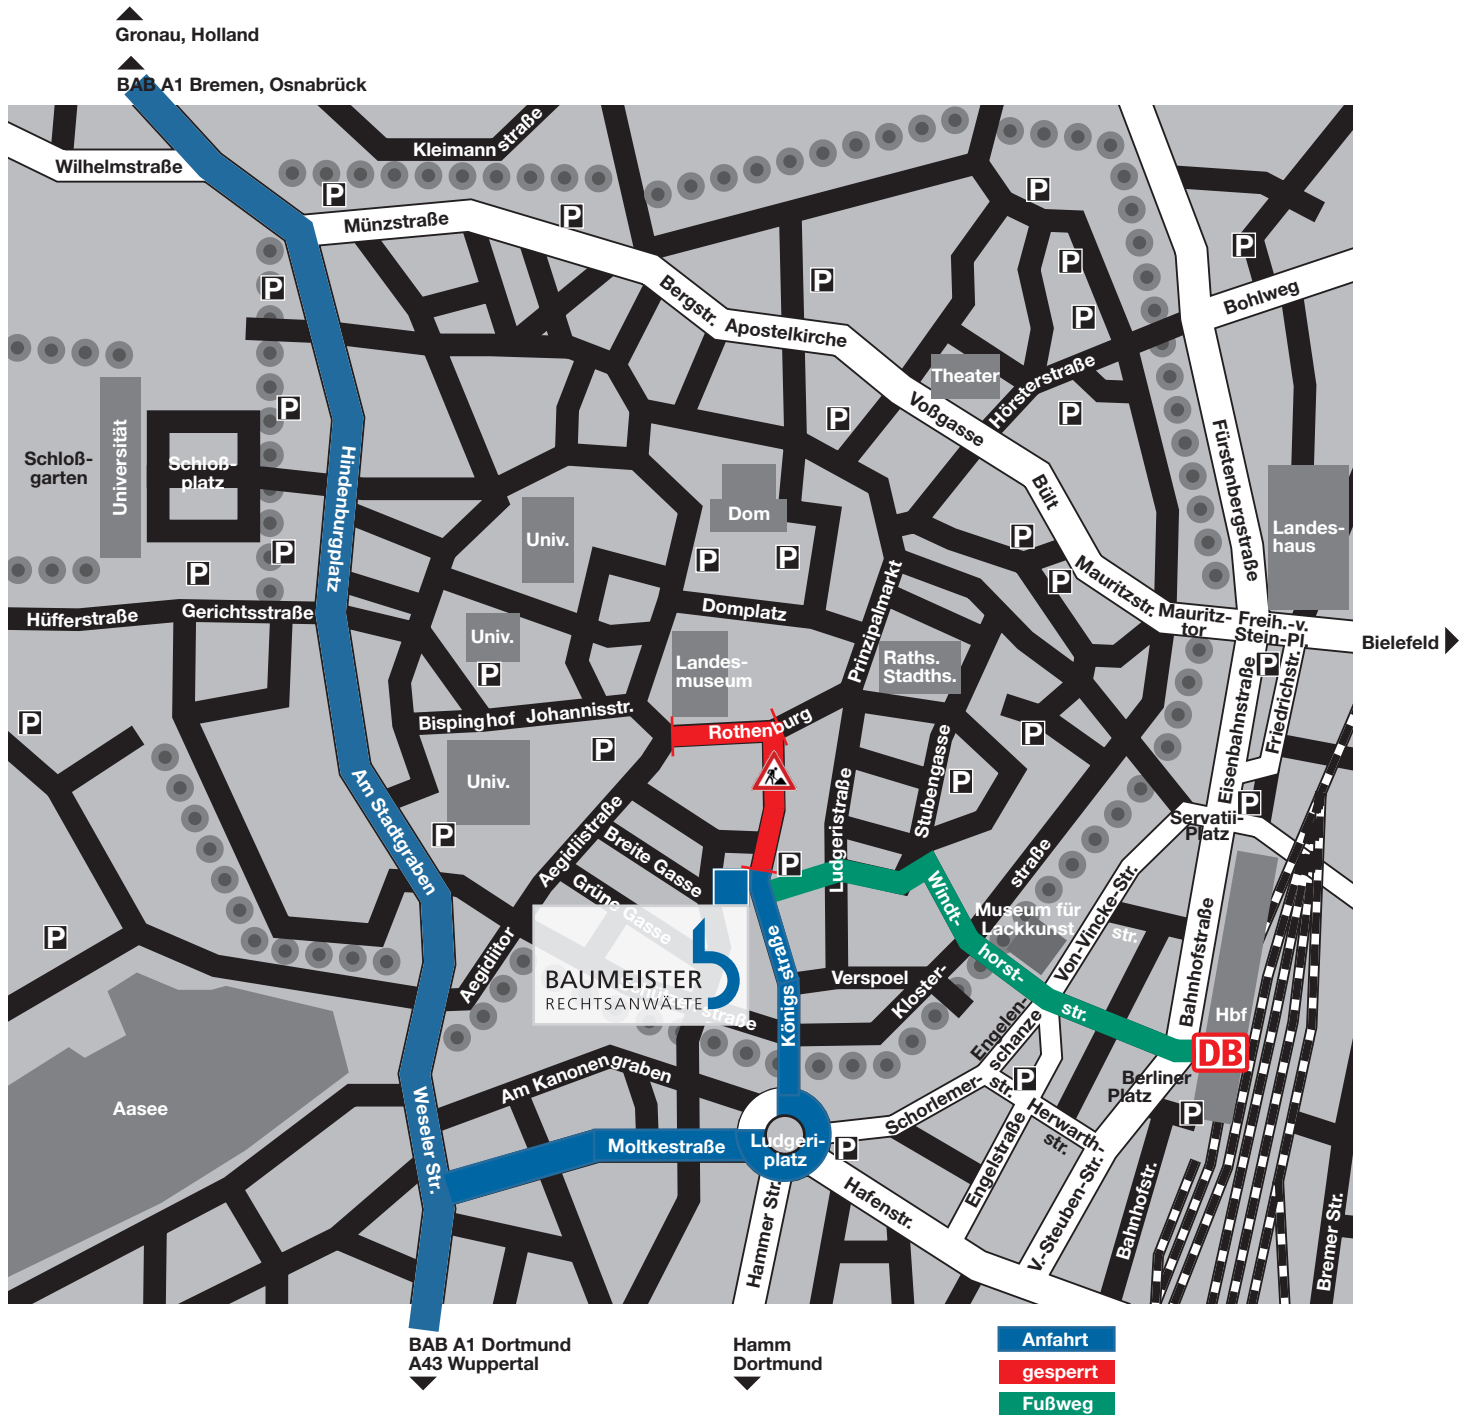 Gronau, Holland
BAB A1 Bremen, Osnabrück
Wilhelmstraße
Kleimann straße
P
Münzstraße
P
P
P
P
P
P
P
Bergstr.
Apostelkirche
Bohlweg
P
Theater
Hörsterstraße
Voßgasse
P
P
P
Schloß-
garten
Universität
Schloß-
platz
Hindenburgplatz
Bült
Fürstenbergstraße
Dom
Univ.
Landes-
haus
P
P
P
P
P
P
Mauritzstr.
Mauritz-
tor
Freih.-v.
Stein-Pl.
Bielefeld
Hüfferstraße
Gerichtsstraße
Domplatz
Prinzipalmarkt
Univ.
P
Landes-
museum
Raths.
Stadths.
P
Eisenbahnstraße
Friedrichstr.
P
Bispinghof
Johannisstr.
Rothenburg
P
P
Univ.
Am Stadtgraben
P
Ludgeristraße
Stubengasse
P
P
Servatii-
Platz
Aegidiistraße
Breite Gasse
Grüne Gasse
P
Windt-
horst-
str.
straße
Kloster-
Museum für
Lackkunst
Von-Vincke-Str.
str.
Bahnhofstraße
P
Aegidiitor
BAUMEISTER
RECHTSANWÄLTE
straße
Königs straße
Verspoel
Engelen-
schanze
Hbf
DB
Berliner
Platz
P
Aasee
Am Kanonengraben
Weseler Str.
Moltkestraße
Ludgeri-
platz
P
Schorlemer-
str.
P
Herwarth-
str.
Engelstraße
Hafenstr.
Hammer Str.
V.-Steuben-Str.
Bahnhofstr.
Bremer Str.
BAB A1 Dortmund
A43 Wuppertal
Hamm
Dortmund
Anfahrt
gesperrt
Fußweg